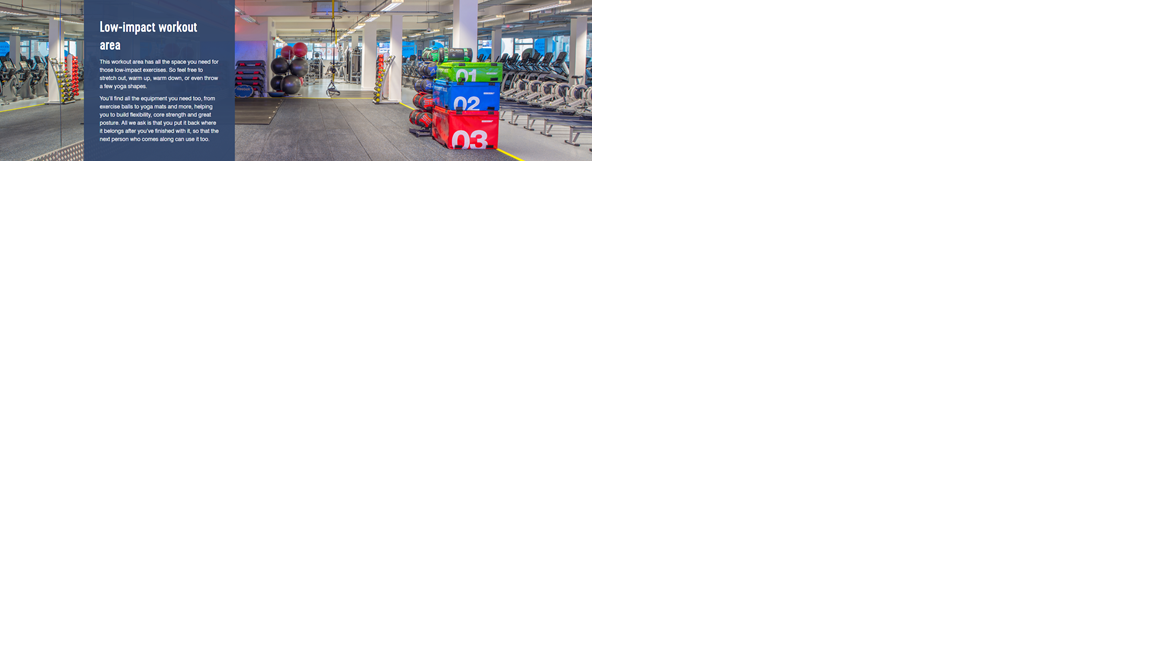 Low-impact workout
area
This workout area has all the space you need for
those low-impact exercises. So feel free to
stretch out, warm up, warm down, or even throw
a few yoga shapes.
You'll find all the equipment you need too, from
exercise balls to yoga mats and more, helping
you to build flexibility, core strength and great
posture. All we ask is that you put it back where
it belongs after you've finished with it, so that the
next person who comes along can use it too.
01
02
03